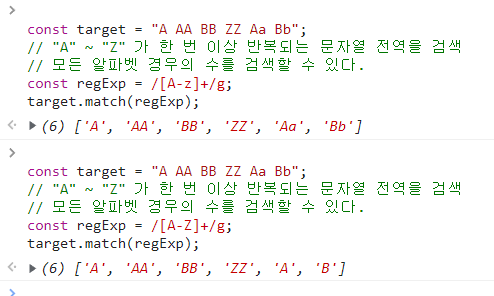 const target = "A AA BB ZZ Aa Bb";
// "A" ~ "Z" 가 한 번 이상 반복되는 문자열 전역을 검색
// 모든 알파벳 경우의 수를 검색할 수 있다.
const regExp = /[A-z]+/g;
target.match(regExp);
(6) ['A', 'AA', 'BB', 'ZZ', 'Aa', 'Bb']
const target = "A AA BB ZZ Aa Bb";
// "A" ~ "Z" 가 한 번 이상 반복되는 문자열 전역을 검색
// 모든 알파벳 경우의 수를 검색할 수 있다.
const regExp = /[A-Z]+/g;
target.match(regExp);
(6) ['A', 'AA', 'BB', 'ZZ', 'A', 'B']